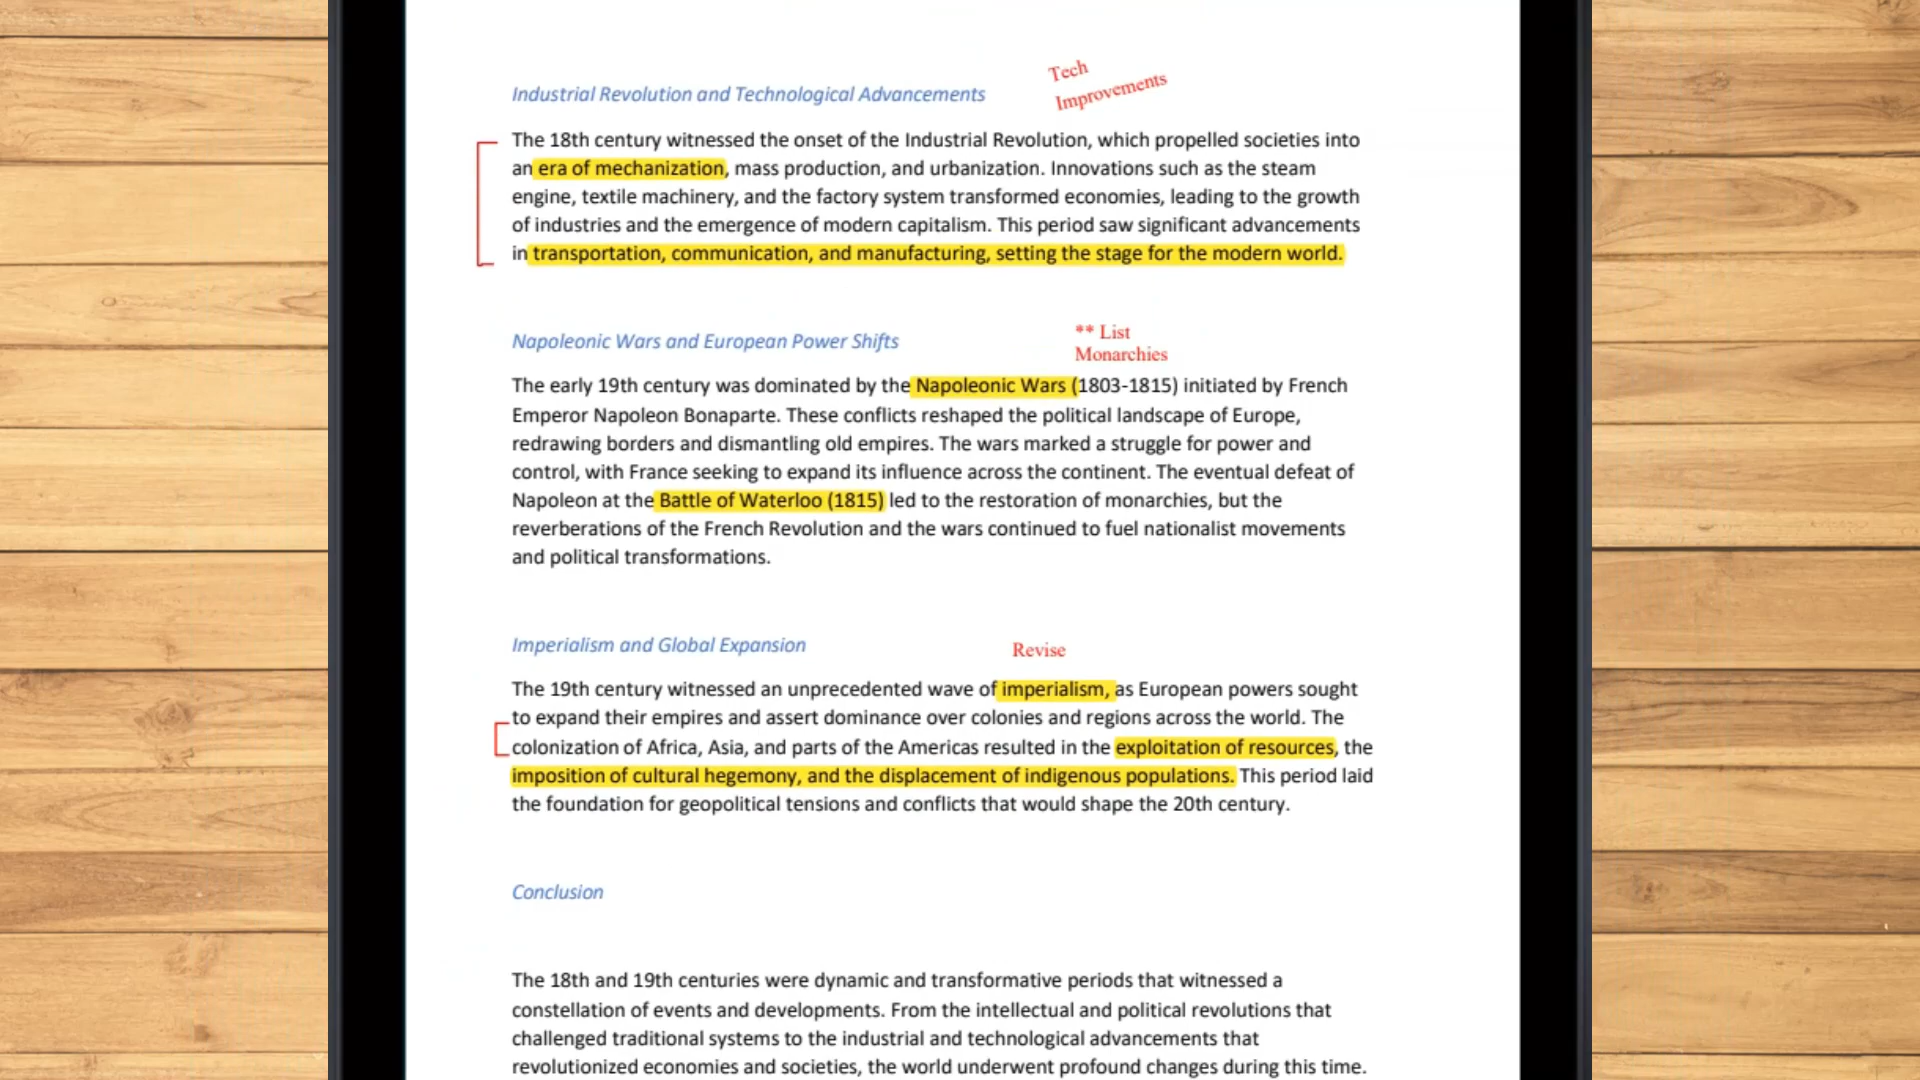 Tech
Improvements
Industrial Revolution and Technological Advancements
The 18th century witnessed the onset of the Industrial Revolution, which propelled societies into
an era of mechanization, mass production, and urbanization. Innovations such as the steam
engine, textile machinery, and the factory system transformed economies, leading to the growth
of industries and the emergence of modern capitalism. This period saw significant advancements
in transportation, communication, and manufacturing, setting the stage for the modern world.
** List
Monarchies
Napoleonic Wars and European Power Shifts
The early 19th century was dominated by the Napoleonic Wars (1803-1815) initiated by French
Emperor Napoleon Bonaparte. These conflicts reshaped the political landscape of Europe,
redrawing borders and dismantling old empires. The wars marked a struggle for power and
control, with France seeking to expand its influence across the continent. The eventual defeat of
Napoleon at the Battle of Waterloo (1815) led to the restoration of monarchies, but the
reverberations of the French Revolution and the wars continued to fuel nationalist movements
and political transformations.
Imperialism and Global Expansion
Revise
The 19th century witnessed an unprecedented wave of imperialism, as European powers sought
to expand their empires and assert dominance over colonies and regions across the world. The
colonization of Africa, Asia, and parts of the Americas resulted in the exploitation of resources, the
imposition of cultural hegemony, and the displacement of indigenous populations. This period laid
the foundation for geopolitical tensions and conflicts that would shape the 20th century.
Conclusion
The 18th and 19th centuries were dynamic and transformative periods that witnessed a
constellation of events and developments. From the intellectual and political revolutions that
challenged traditional systems to the industrial and technological advancements that
revolutionized economies and societies, the world underwent profound changes during this time.